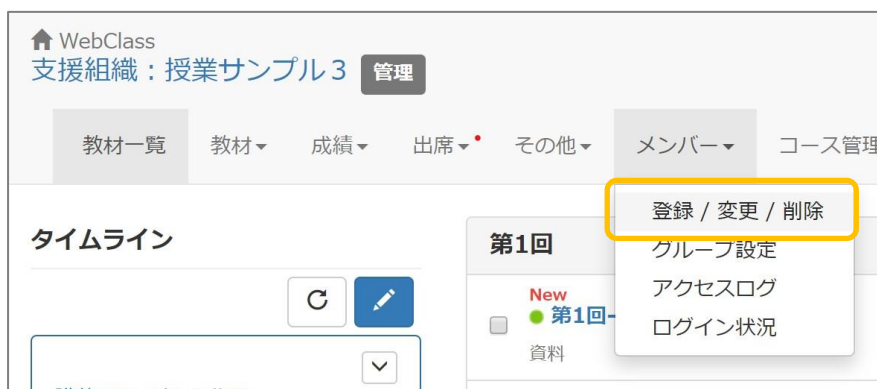 WebClass
支援組織：授業サンプル３ 管理
教材一覧 教材 成績 出席 その他 メンバー コース管理
登録 / 変更 / 削除
グループ設定
アクセスログ
ログイン状況
タイムライン
第1回
New
第1回-
資料